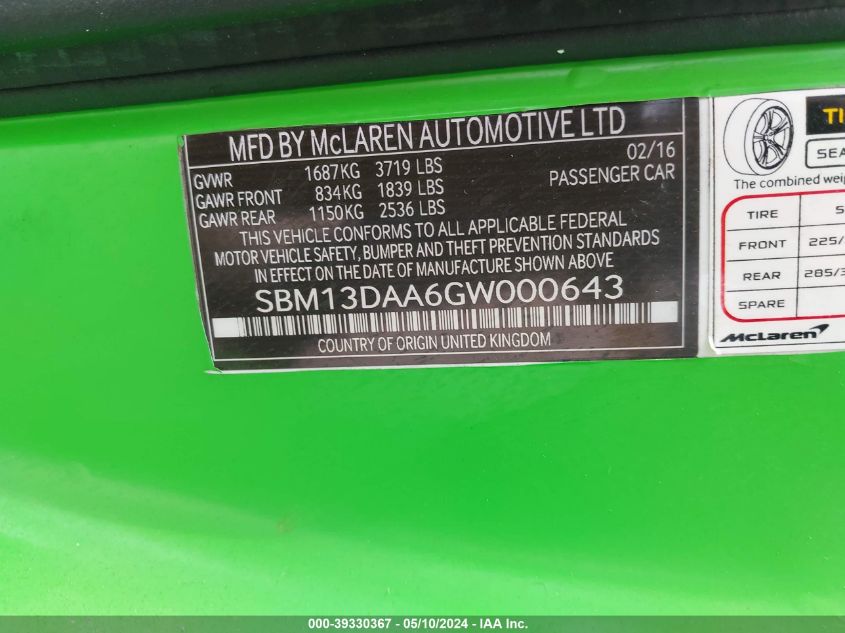 MFD BY McLAREN AUTOMOTIVE LTD
GVWR 1687KG 3719 LBS 02/16
GAWR FRONT 834KG 1839 LBS PASSENGER CAR
GAWR REAR 1150KG 2536 LBS
THIS VEHICLE CONFORMS TO ALL APPLICABLE FEDERAL
MOTOR VEHICLE SAFETY, BUMPER AND THEFT PREVENTION STANDARDS
IN EFFECT ON THE DATE OF MANUFACTURE SHOWN ABOVE
SBM13DAA6GW000643
COUNTRY OF ORIGIN UNITED KINGDOM
TI
SEA
The combined weig
TIRE S
FRONT 225/
REAR 285/3
SPARE
McLaren
000-39330367 - 05/10/2024 - IAA Inc.